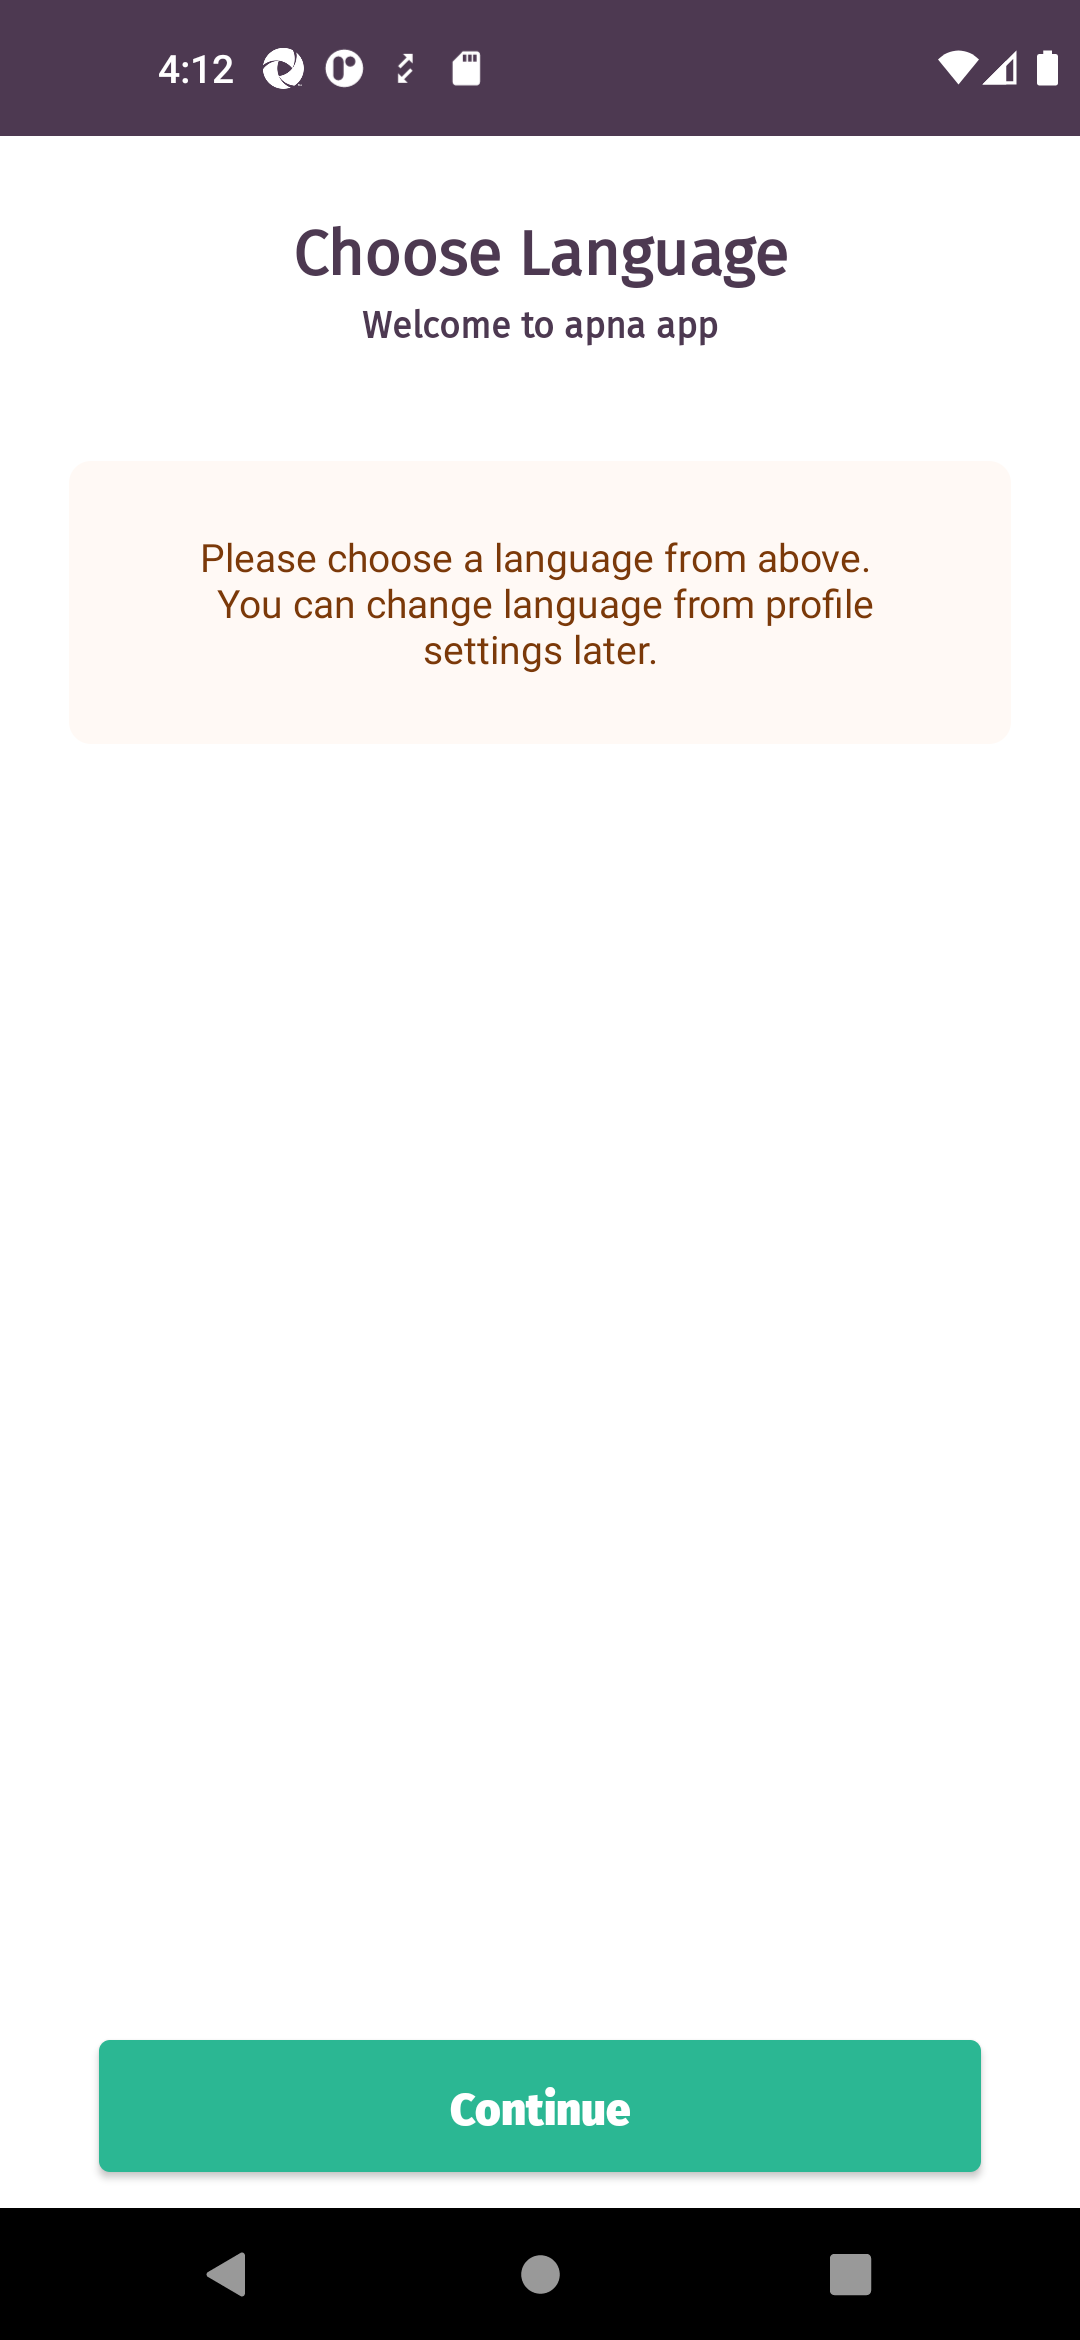 4:12
Choose Language
Welcome to apna app
Please choose a language from above.
You can change language from profile
settings later.
Continue